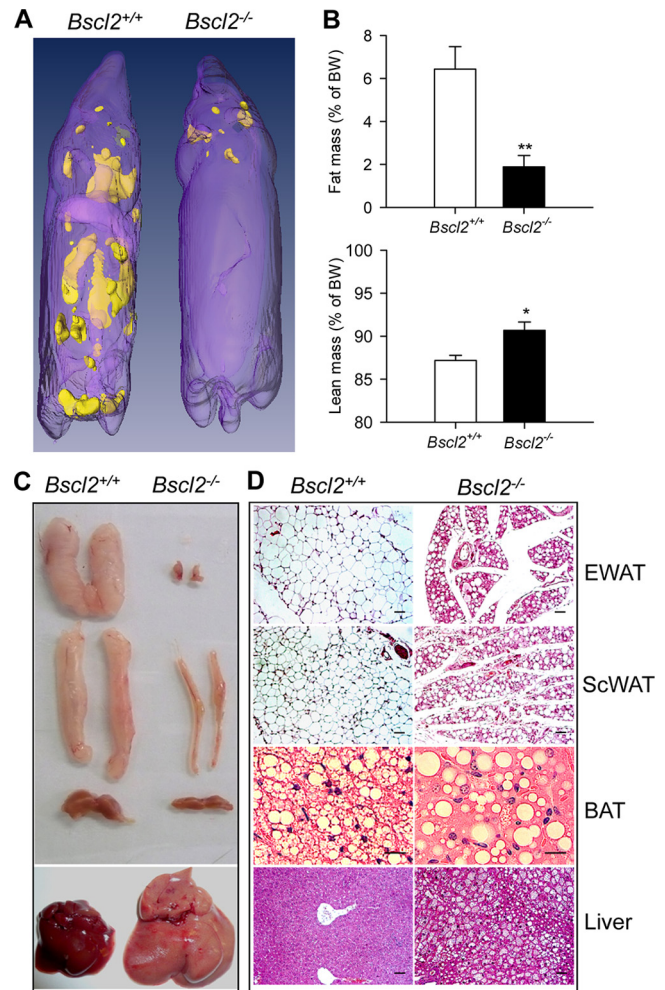 A
Bscl2+/+ Bscl2-/-
B
Fat mass (% of BW)
8
6
4
2
0
**
Bscl2+/+ Bscl2-/-
Lean mass (% of BW)
100
95
90
85
80
*
Bscl2+/+ Bscl2-/-
C
Bscl2+/+ Bscl2-/-
D
Bscl2+/+ Bscl2-/-
EWAT
ScWAT
BAT
Liver